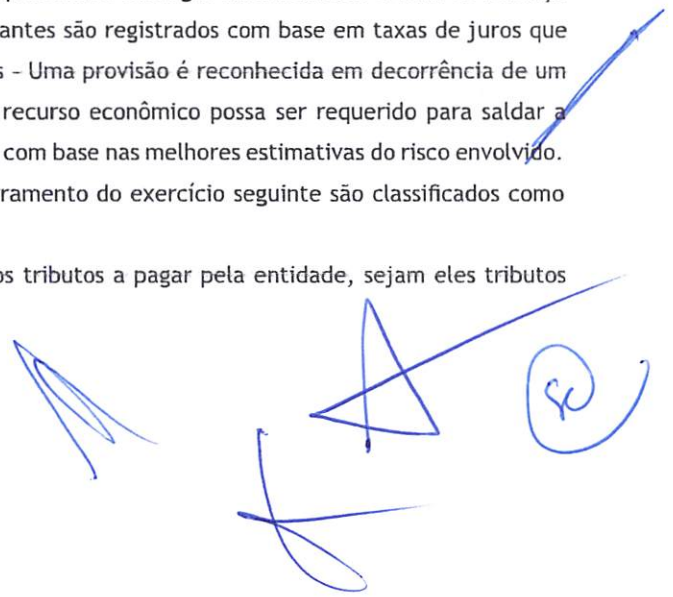 antes são registrados com base em taxas de juros que
- Uma provisão é reconhecida em decorrência de um
recurso econômico possa ser requerido para saldar a
com base nas melhores estimativas do risco envolvido.
ramento do exercício seguinte são classificados como
os tributos a pagar pela entidade, sejam eles tributos